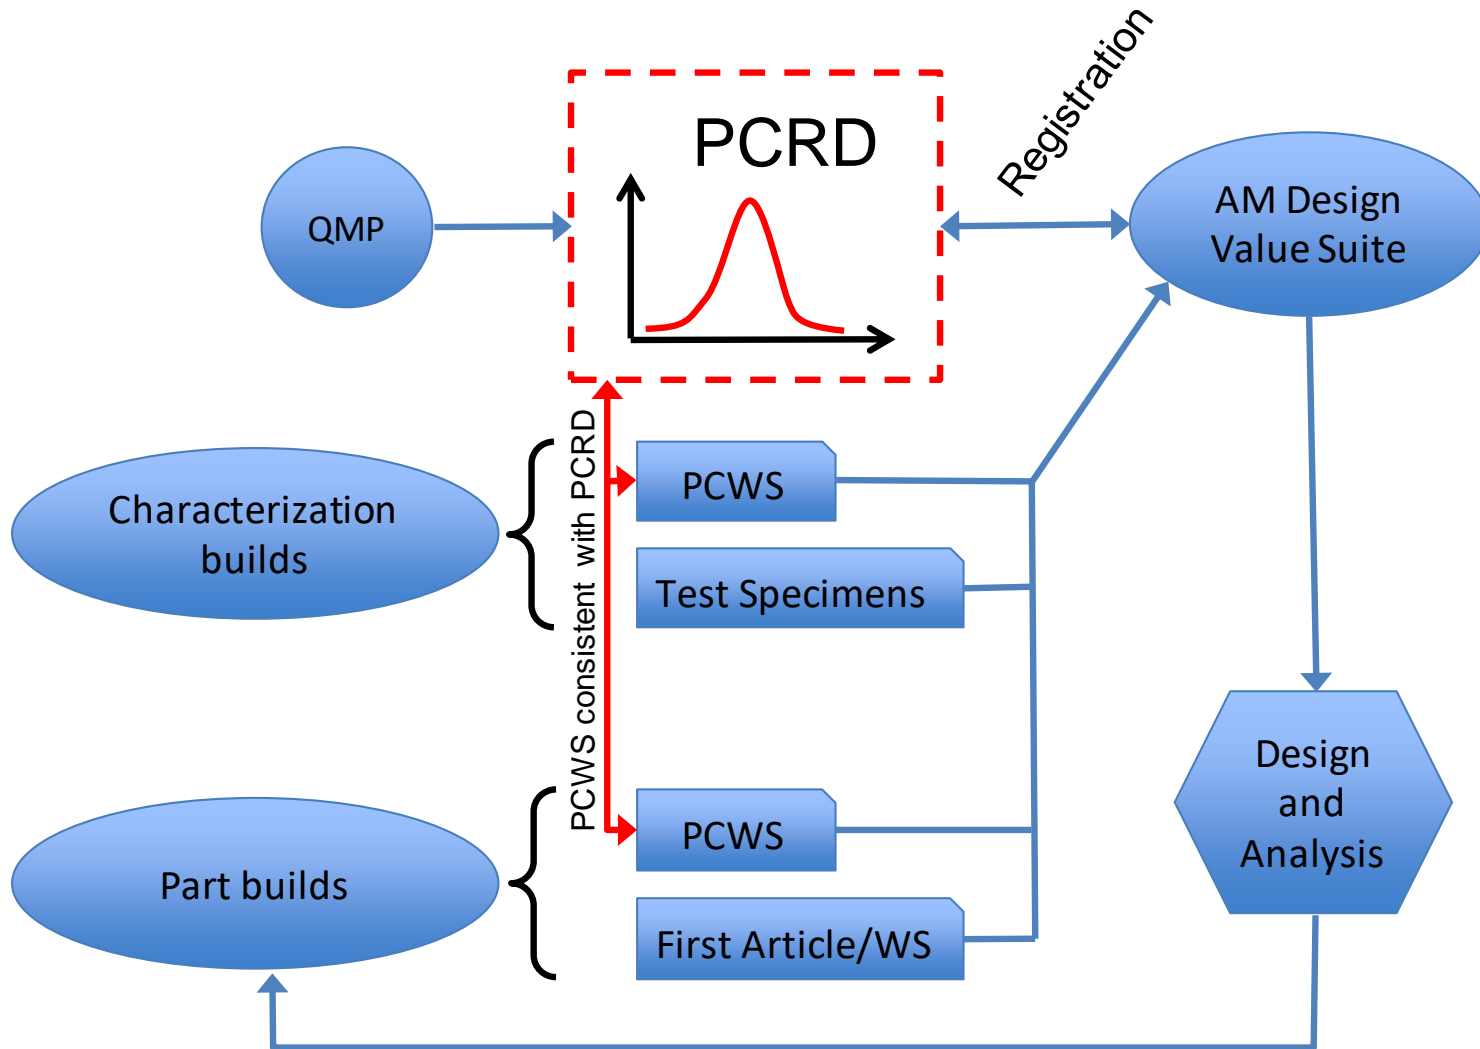 Registration
PCRD
QMP
AM Design
Value Suite
PCWS consistent with PCRD
Characterization
builds
PCWS
Test Specimens
Design
and
Analysis
Part builds
PCWS
First Article/WS